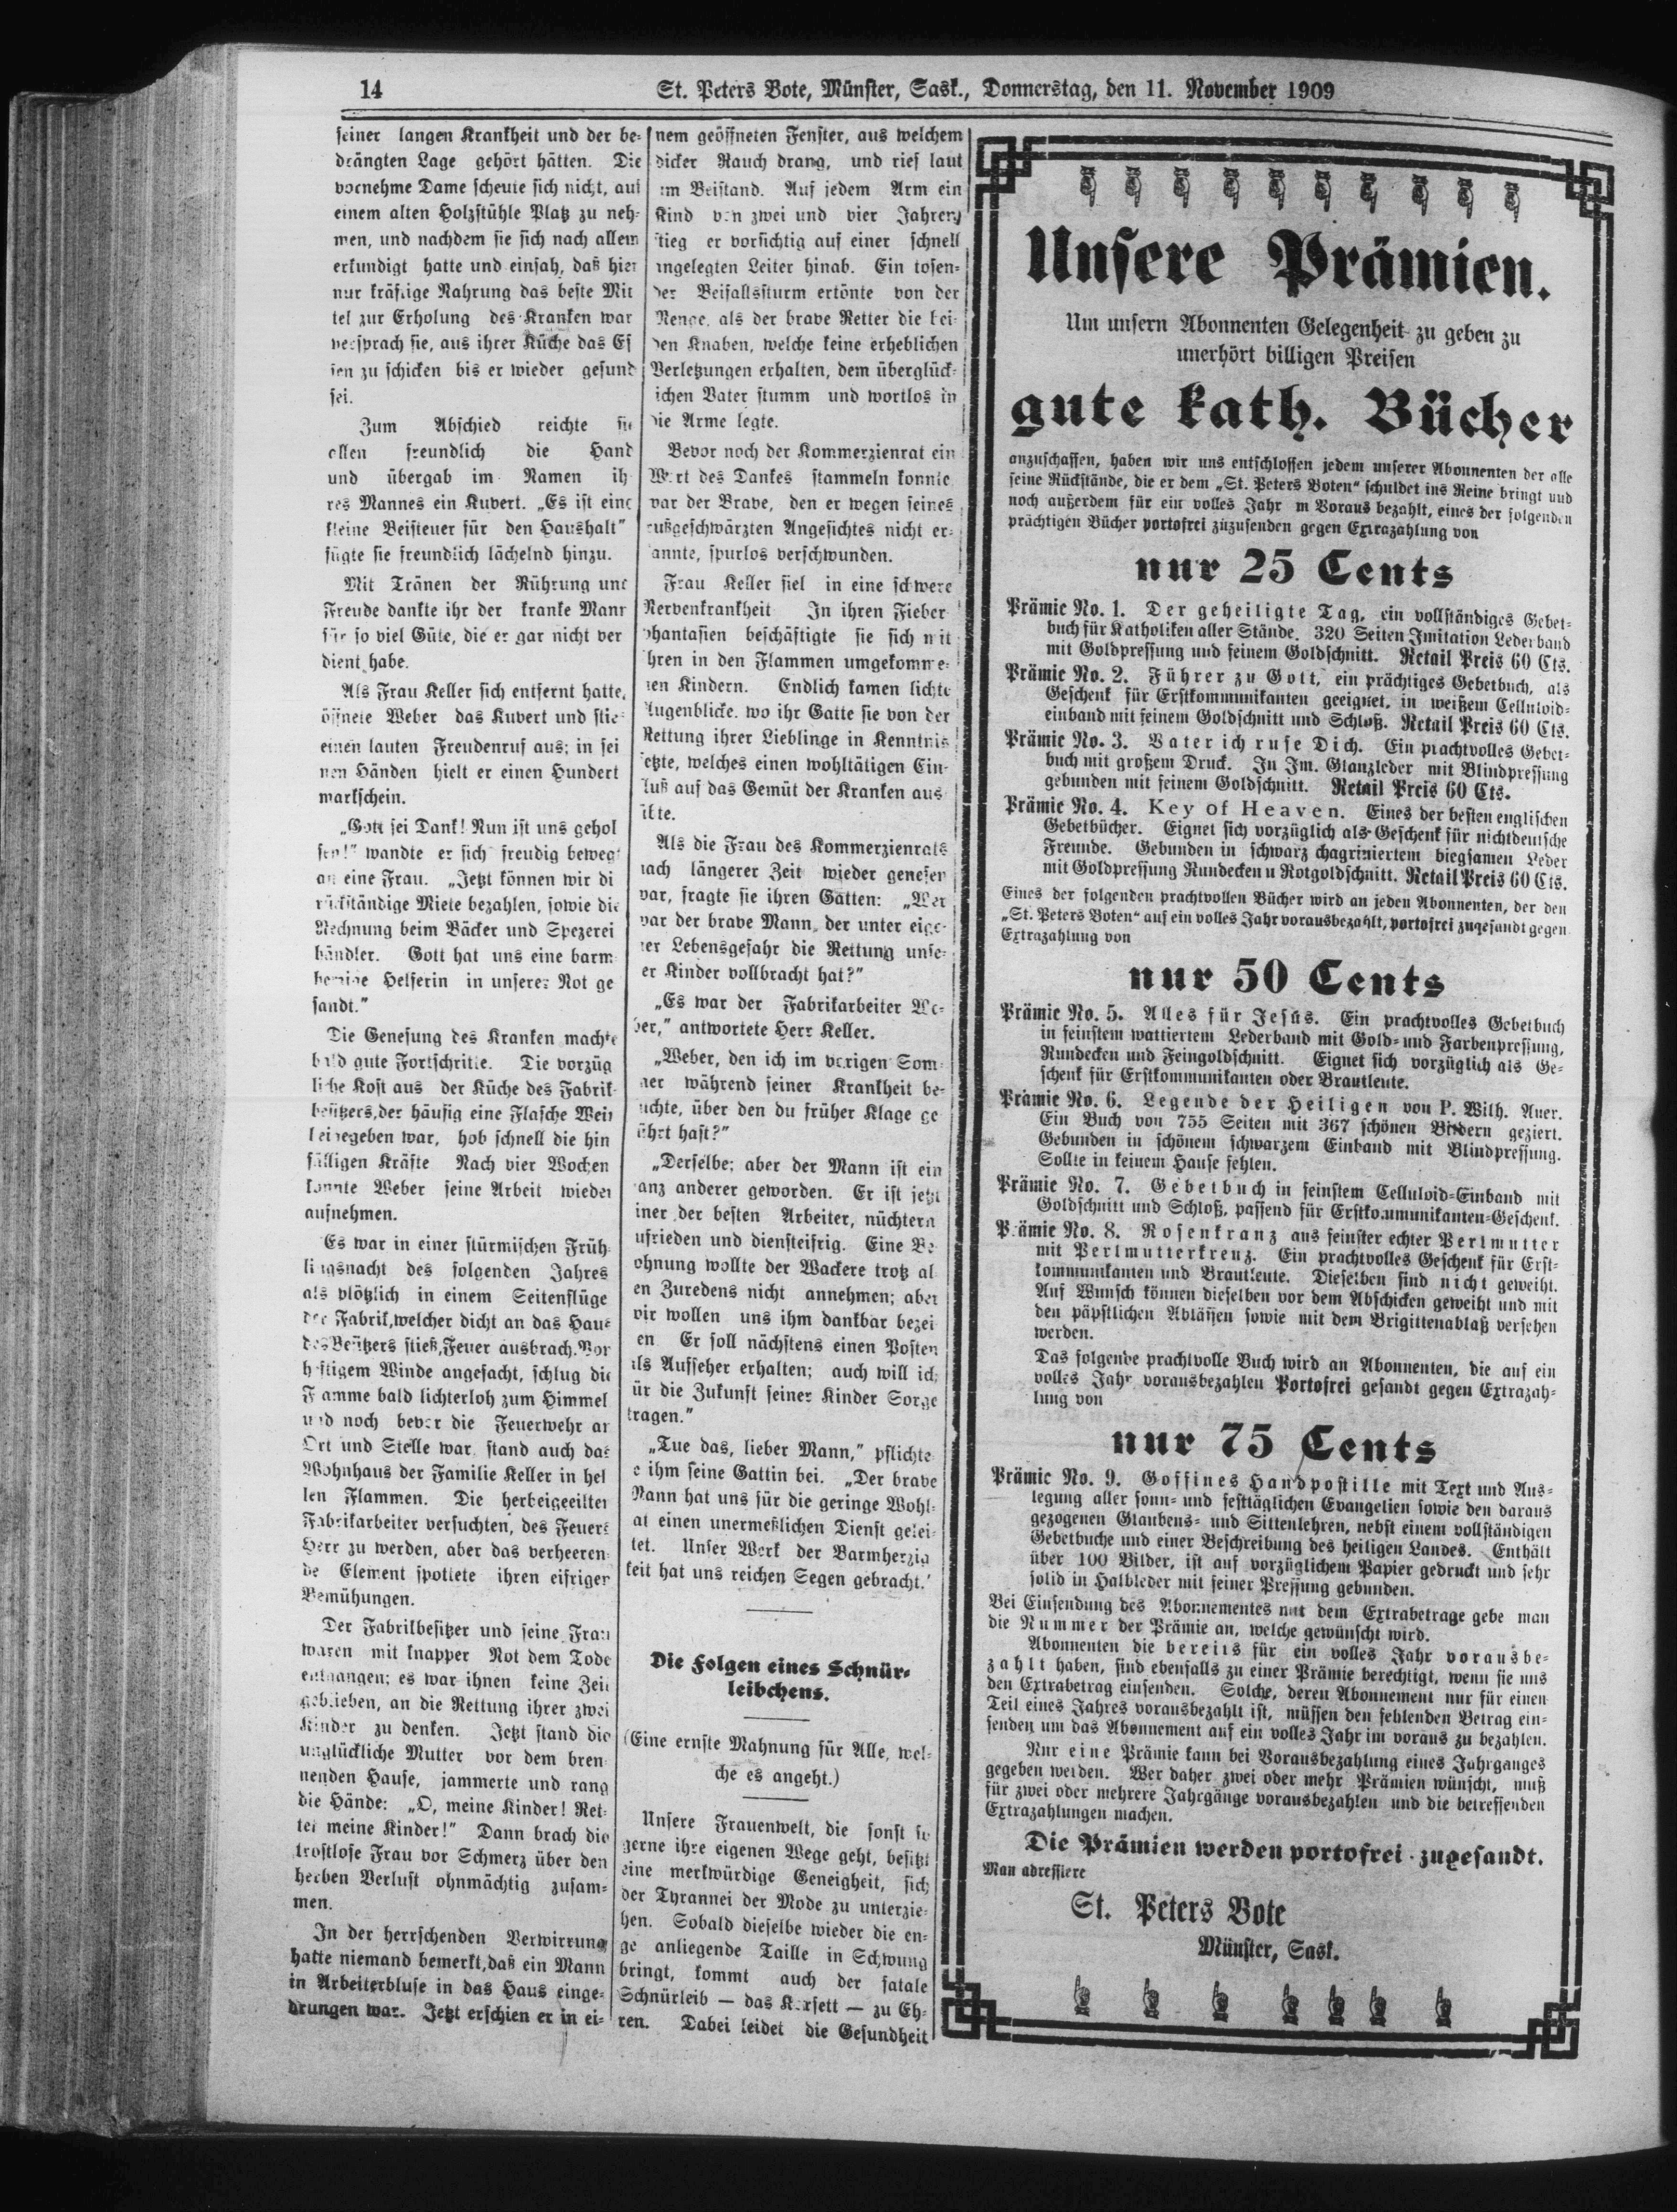 14
St. Peters Bote, Münster, Sask., Donnerstag, den 11. November 1909
seiner langen Krankheit und der be-
drängten Lage gehört hätten. Die
vornehme Dame scheute sich nicht, auf
einem alten Holzstühle Platz zu neh-
men, und nachdem sie sich nach allem
erkundigt hatte und einsah, daß hier
nur kräftige Nahrung das beste Mit
tel zur Erholung des Kranken war
versprach sie, aus ihrer Küche das Es
sen zu schicken bis er wieder gesund
sei.
Zum Abschied reichte sie
allen freundlich die Hand
und übergab im Namen ih
res Mannes ein Kuvert. „Es ist eine
kleine Beisteuer für den Haushalt"
fügte sie freundlich lächelnd hinzu.
Mit Tränen der Rührung und
Freude dankte ihr der kranke Mann
für so viel Güte, die er gar nicht ver
dient habe.
Als Frau Keller sich entfernt hatte,
öffnete Weber das Kuvert und stie
einen lauten Freudenruf aus; in sei
nen Händen hielt er einen Hundert
markschein.
„Gott sei Dank! Nun ist uns gehol
fen!" wandte er sich freudig bewegt
an eine Frau. „Jetzt können wir di
rückständige Miete bezahlen, sowie die
Rechnung beim Bäcker und Spezerei
händler. Gott hat uns eine barm
herzige Helferin in unserer Not ge
sandt."
Die Genesung des Kranken machte
bald gute Fortschritte. Die vorzüg
liche Kost aus der Küche des Fabrik-
besitzers, der häufig eine Flasche Wein
beigegeben war, hob schnell die hin
fälligen Kräfte Nach vier Wochen
konnte Weber seine Arbeit wieder
aufnehmen.
Es war in einer stürmischen Früh-
lingsnacht des folgenden Jahres
als plötzlich in einem Seitenflüge
der Fabrik, welcher dicht an das Haus
des Besitzers stieß, Feuer ausbrach. Vor
heftigem Winde angefacht, schlug die
Flamme bald lichterloh zum Himmel
und noch bevor die Feuerwehr an
Ort und Stelle war, stand auch das
Wohnhaus der Familie Keller in hel
len Flammen. Die herbeigeeilten
Fabrikarbeiter versuchten, des Feuers
Herr zu werden, aber das verheeren-
de Element spottete ihren eifrigen
Bemühungen.
Der Fabrikbesitzer und seine Frau
waren mit knapper Not dem Tode
entgangen; es war ihnen keine Zeit
geblieben, an die Rettung ihrer zwei
Kinder zu denken. Jetzt stand die
unglückliche Mutter vor dem bren
nenden Hause, jammerte und rang
die Hände: „O, meine Kinder! Ret-
tet meine Kinder!" Dann brach die
trostlose Frau vor Schmerz über den
herben Verlust ohnmächtig zusam-
men.
In der herrschenden Verwirrung
hatte niemand bemerkt, daß ein Mann
in Arbeiterbluse in das Haus einge-
drungen war. Jetzt erschien er in ei-
nem geöffneten Fenster, aus welchem
dicker Rauch drang, und rief laut
um Beistand. Auf jedem Arm ein
Kind von zwei und vier Jahren,
stieg er vorsichtig auf einer schnell
angelegten Leiter hinab. Ein tosen-
der Beifallssturm ertönte von der
Menge, als der brave Retter die bei-
den Knaben, welche keine erheblichen
Verletzungen erhalten, dem überglück-
ichen Vater stumm und wortlos in
die Arme legte.
Bevor noch der Kommerzienrat ein
Wort des Dankes stammeln konnte,
war der Brave, den er wegen seines
rußgeschwärzten Angesichtes nicht er-
kannte, spurlos verschwunden.
Frau Keller fiel in eine schwere
Nervenkrankheit In ihren Fieber
phantasien beschäftigte sie sich mit
ihren in den Flammen umgekomme-
nen Kindern. Endlich kamen lichte
Augenblicke, wo ihr Gatte sie von der
Rettung ihrer Lieblinge in Kenntnis
setzte, welches einen wohltätigen Ein-
fluß auf das Gemüt der Kranken aus
übte.
Als die Frau des Kommerzienrats
nach längerer Zeit wieder genesen
war, fragte sie ihren Gatten: „Wer
war der brave Mann, der unter eige-
ner Lebensgefahr die Rettung unse-
er Kinder vollbracht hat?"
„Es war der Fabrikarbeiter We-
ber," antwortete Herr Keller.
„Weber, den ich im vorigen Som-
mer während seiner Krankheit be-
suchte, über den du früher Klage ge
führt hast?"
„Derselbe; aber der Mann ist ein
ganz anderer geworden. Er ist jetzt
einer der besten Arbeiter, nüchtern
zufrieden und diensteifrig. Eine Be
lohnung wollte der Wackere trotz al
len Zuredens nicht annehmen; aber
wir wollen uns ihm dankbar bezei
gen Er soll nächstens einen Posten
als Aufseher erhalten; auch will ich
für die Zukunft seiner Kinder Sorge
tragen."
„Tue das, lieber Mann," pflichte
e ihm seine Gattin bei. „Der brave
Mann hat uns für die geringe Wohl-
at einen unermeßlichen Dienst gelei-
tet. Unser Werk der Barmherzig
keit hat uns reichen Segen gebracht.'
Die Folgen eines Schnür-
leibchens.
(Eine ernste Mahnung für Alle, wel-
che es angeht.)
Unsere Frauenwelt, die sonst so
gerne ihre eigenen Wege geht, besitzt
eine merkwürdige Geneigheit, sich
der Tyrannei der Mode zu unterzie-
hen. Sobald dieselbe wieder die en-
ge anliegende Taille in Schwung
bringt, kommt auch der fatale
Schnürleib — das Korsett — zu Eh-
ren. Dabei leidet die Gesundheit
Unsere Prämien.
Um unsern Abonnenten Gelegenheit zu geben zu
unerhört billigen Preisen
gute kath. Bücher
anzuschaffen, haben wir uns entschlossen jedem unserer Abonnenten der alle
seine Rückstände, die er dem „St. Peters Boten" schuldet ins Reine bringt und
noch außerdem für ein volles Jahr m Voraus bezahlt, eines der folgenden
prächtigen Bücher portofrei zuzusenden gegen Extrazahlung von
nur 25 Cents
Prämie No. 1. Der geheiligte Tag, ein vollständiges Gebet-
buch für Katholiken aller Stände. 320 Seiten Imitation Lederband
mit Goldpressung und feinem Goldschnitt. Retail Preis 60 Cts.
Prämie No. 2. Führer zu Gott, ein prächtiges Gebetbuch, als
Geschenk für Erstkommunikanten geeignet, in weißem Celluloid-
einband mit feinem Goldschnitt und Schloß. Retail Preis 60 Cts.
Prämie No. 3. Vater ich rufe Dich. Ein prachtvolles Gebet-
buch mit großem Druck. In Im. Glanzleder mit Blindpressung
gebunden mit feinem Goldschnitt. Retail Preis 60 Cts.
Prämie No. 4. Key of Heaven. Eines der besten englischen
Gebetbücher. Eignet sich vorzüglich als Geschenk für nichtdeutsche
Freunde. Gebunden in schwarz chagriniertem biegsamen Leder
mit Goldpressung Rundecken u Rotgoldschnitt. Retail Preis 60 Cts.
Eines der folgenden prachtvollen Bücher wird an jeden Abonnenten, der den
„St. Peters Boten" auf ein volles Jahr vorausbezahlt, portofrei zugesandt gegen
Extrazahlung von
nur 50 Cents
Prämie No. 5. Alles für Jesus. Ein prachtvolles Gebetbuch
in feinstem wattiertem Lederband mit Gold- und Farbenpressung,
Rundecken und Feingoldschnitt. Eignet sich vorzüglich als Ge-
schenk für Erstkommunikanten oder Brautleute.
Prämie No. 6. Legende der Heiligen von P. Wilh. Auer.
Ein Buch von 755 Seiten mit 367 schönen Bildern geziert.
Gebunden in schönem schwarzem Einband mit Blindpressung.
Sollte in keinem Hause fehlen.
Prämie No. 7. Gebetbuch in feinstem Celluloid-Einband mit
Goldschnitt und Schloß, passend für Erstkommunikanten-Geschenk.
Prämie No. 8. Rosenkranz aus feinster echter Perlmutter
mit Perlmutterkreuz. Ein prachtvolles Geschenk für Erst-
kommunikanten und Brautleute. Dieselben sind nicht geweiht.
Auf Wunsch können dieselben vor dem Abschicken geweiht und mit
den päpstlichen Ablässen sowie mit dem Brigittenablaß versehen
werden.
Das folgende prachtvolle Buch wird an Abonnenten, die auf ein
volles Jahr vorausbezahlen Portofrei gesandt gegen Extrazah-
lung von
nur 75 Cents
Prämie No. 9. Goffines Handpostille mit Text und Aus-
legung aller sonn- und festtäglichen Evangelien sowie den daraus
gezogenen Glaubens- und Sittenlehren, nebst einem vollständigen
Gebetbuche und einer Beschreibung des heiligen Landes. Enthält
über 100 Bilder, ist auf vorzüglichem Papier gedruckt und sehr
solid in Halbleder mit feiner Pressung gebunden.
Bei Einsendung des Abonnementes mit dem Extrabetrage gebe man
die Nummer der Prämie an, welche gewünscht wird.
Abonnenten die bereits für ein volles Jahr vorausbe-
zahlt haben, sind ebenfalls zu einer Prämie berechtigt, wenn sie uns
den Extrabetrag einsenden. Solche, deren Abonnement nur für einen
Teil eines Jahres vorausbezahlt ist, müssen den fehlenden Betrag ein-
senden um das Abonnement auf ein volles Jahr im voraus zu bezahlen.
Nur eine Prämie kann bei Vorausbezahlung eines Jahrganges
gegeben werden. Wer daher zwei oder mehr Prämien wünscht, muß
für zwei oder mehrere Jahrgänge vorausbezahlen und die betreffenden
Extrazahlungen machen.
Die Prämien werden portofrei zugesandt.
Man adressiere
St. Peters Bote
Münster, Sask.